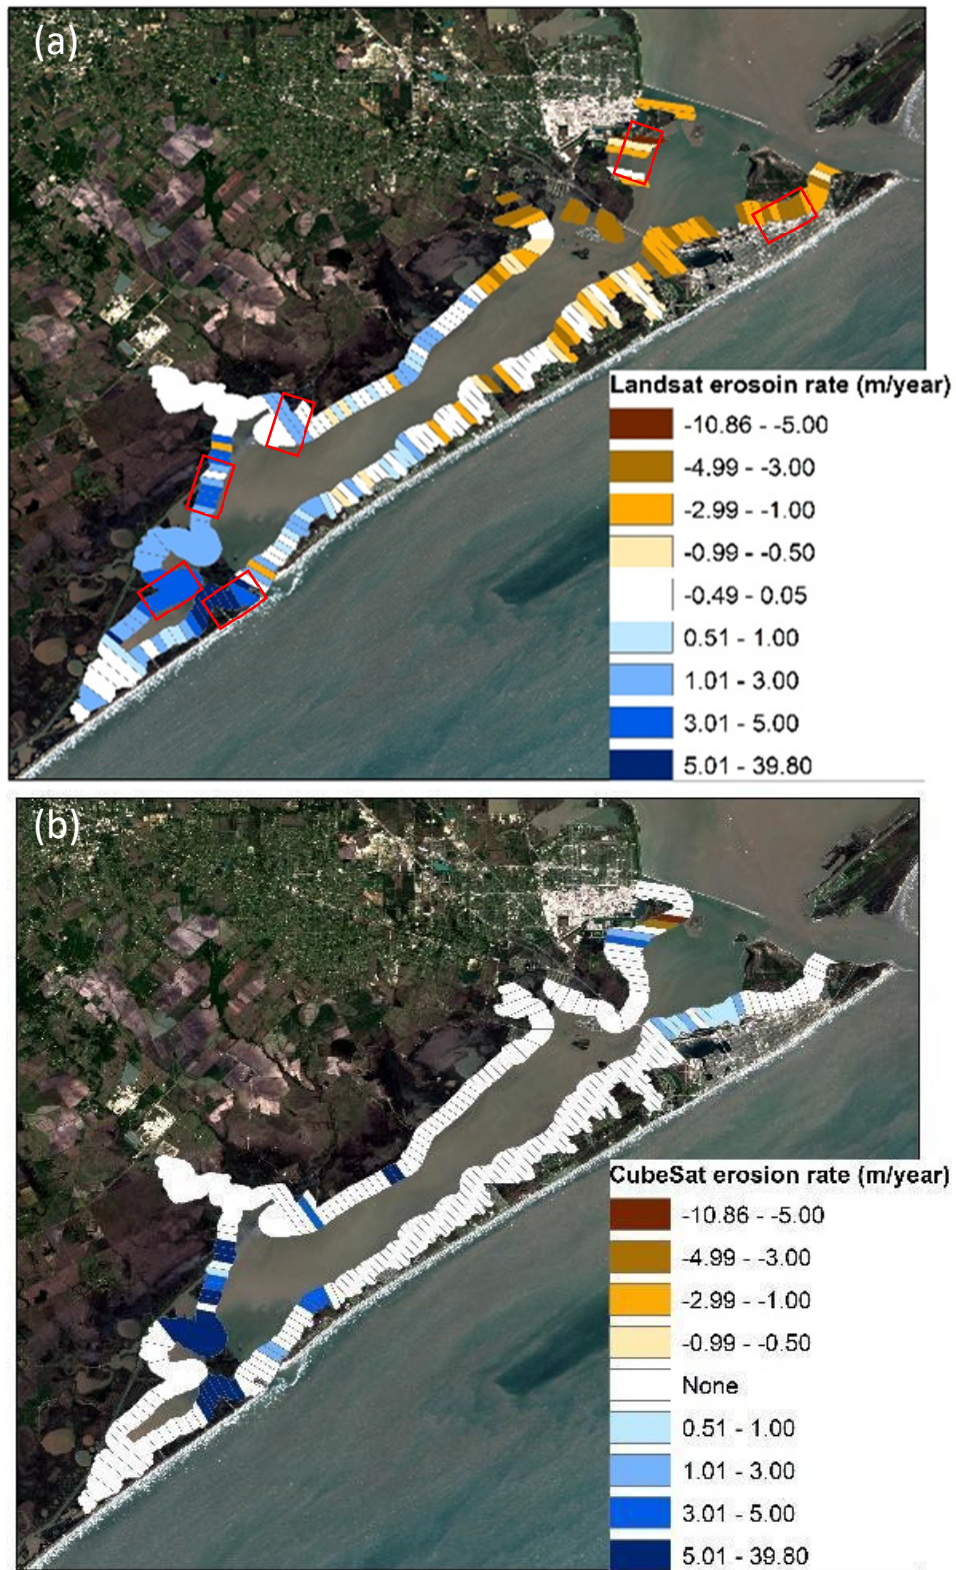 (a)
Landsat erosoin rate (m/year)
-10.86 - -5.00
-4.99 - -3.00
-2.99 - -1.00
-0.99 - -0.50
-0.49 - 0.05
0.51 - 1.00
1.01 - 3.00
3.01 - 5.00
5.01 - 39.80
(b)
CubeSat erosion rate (m/year)
-10.86 - -5.00
-4.99 - -3.00
-2.99 - -1.00
-0.99 - -0.50
None
0.51 - 1.00
1.01 - 3.00
3.01 - 5.00
5.01 - 39.80